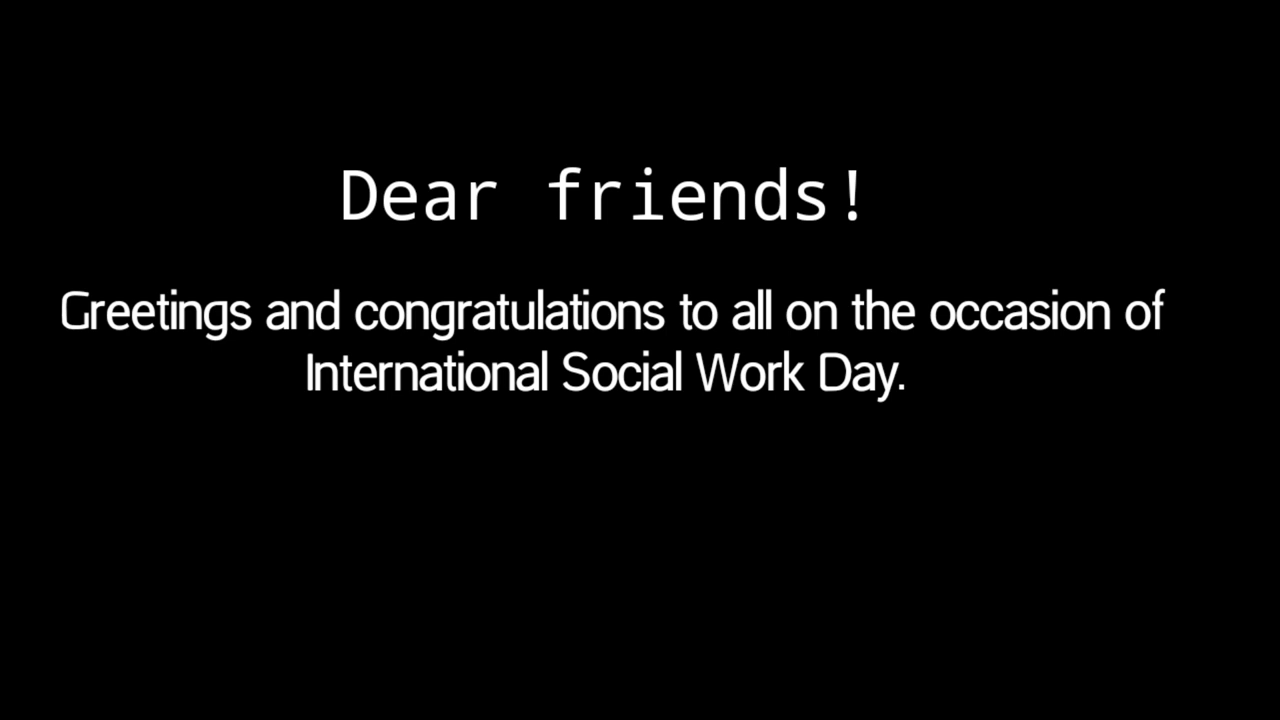 Dear friends!
Greetings and congratulations to all on the occasion of
International Social Work Day.